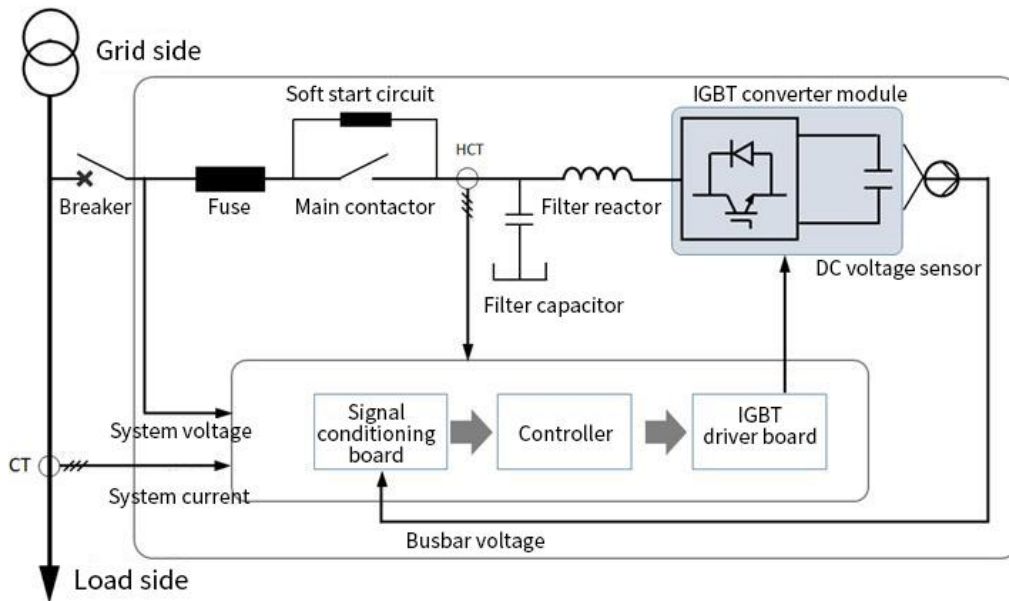 Grid side
Soft start circuit
IGBT converter module
HCT
Breaker
Fuse
Main contactor
Filter reactor
DC voltage sensor
Filter capacitor
Signal
conditioning
board
Controller
IGBT
driver board
System voltage
CT
System current
Busbar voltage
Load side